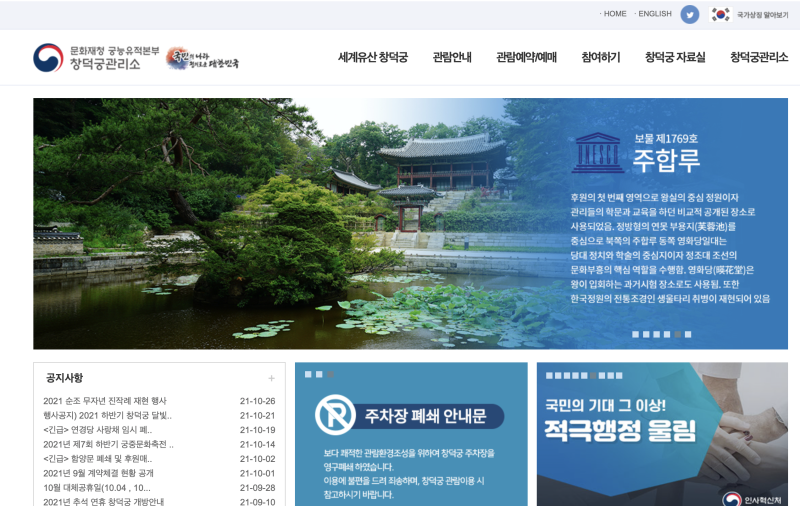 · HOME · ENGLISH 국가상징 알아보기
문화재청 궁능유적본부
창덕궁관리소
국민의 나라
정의로운 대한민국
세계유산 창덕궁 관람안내 관람예약/예매 참여하기 창덕궁 자료실 창덕궁관리소
UNESCO
보물 제1769호
주합루
후원의 첫 번째 영역으로 왕실의 중심 정원이자
관리들의 학문과 교육을 하던 비교적 공개된 장소로
사용되었음. 정방형의 연못 부용지(芙蓉池)를
중심으로 북쪽의 주합루 동쪽 영화당일대는
당대 정치와 학술의 중심지이자 정조대 조선의
문화부흥의 핵심 역할을 수행함. 영화당(暎花堂)은
왕이 입회하는 과거시험 장소로도 사용됨. 또한
한국정원의 전통조경인 생울타리 취병이 재현되어 있음
공지사항 +
2021 순조 무자년 진작례 재현 행사 21-10-26
행사공지) 2021 하반기 창덕궁 달빛.. 21-10-21
<긴급> 연경당 사랑채 임시 폐.. 21-10-19
2021년 제7회 하반기 궁중문화축전 .. 21-10-14
<긴급> 함양문 폐쇄 및 후원매.. 21-10-02
2021년 9월 계약체결 현황 공개 21-10-01
10월 대체공휴일(10.04 , 10... 21-09-28
2021년 추석 연휴 창덕궁 개방안내 21-09-10
주차장 폐쇄 안내문
보다 쾌적한 관람환경조성을 위하여 창덕궁 주차장을
영구폐쇄 하였습니다.
이용에 불편을 드려 죄송하며, 창덕궁 관람이용 시
참고하시기 바랍니다.
국민의 기대 그 이상!
적극행정 울림
인사혁신처